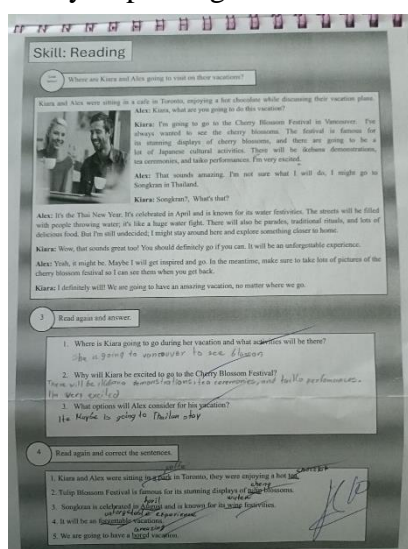 Skill: Reading
Where are Kiara and Alex going to visit on their vacations?
Kiara and Alex were sitting in a cafe in Toronto, enjoying a hot chocolate while discussing their vacation plans.
Alex: Kiara, what are you going to do this vacation?
Kiara: I'm going to go to the Cherry Blossom Festival in Vancouver. I've
always wanted to see the cherry blossoms. The festival is famous for
its stunning displays of cherry blossoms, and there are going to be a
lot of Japanese cultural activities. There will be ikebana demonstrations,
tea ceremonies, and taiko performances. I'm very excited.
Alex: That sounds amazing. I'm not sure what I will do, I might go to
Songkran in Thailand.
Kiara: Songkran?, What's that?
Alex: It's the Thai New Year. It's celebrated in April and is known for its water festivities. The streets will be filled
with people throwing water; it's like a huge water fight. There will also be parades, traditional rituals, and lots of
delicious food. But I'm still undecided; I might stay around here and explore something closer to home.
Kiara: Wow, that sounds great too! You should definitely go if you can. It will be an unforgettable experience.
Alex: Yeah, it might be. Maybe I will get inspired and go. In the meantime, make sure to take lots of pictures of the
cherry blossom festival so I can see them when you get back.
Kiara: I definitely will! We are going to have an amazing vacation, no matter where we go.
3 Read again and answer.
1. Where is Kiara going to go during her vacation and what activities will be there?
She is going to vancouver to see blossom
2. Why will Kiara be excited to go to the Cherry Blossom Festival?
There will be demonstrations, tea ceremonies, and taiko performances.
I'm very excited
3. What options will Alex consider for his vacation?
He Maybe is going to Thailan stay
4 Read again and correct the sentences.
chocolate
1. Kiara and Alex were sitting in a park in Toronto, they were enjoying a hot tea.
2. Tulip Blossom Festival is famous for its stunning displays of tulip blossoms.
April
3. Songkran is celebrated in August and is known for its wine festivities.
experience
4. It will be an forgettable vacations.
amazing
5. We are going to have a bored vacation.